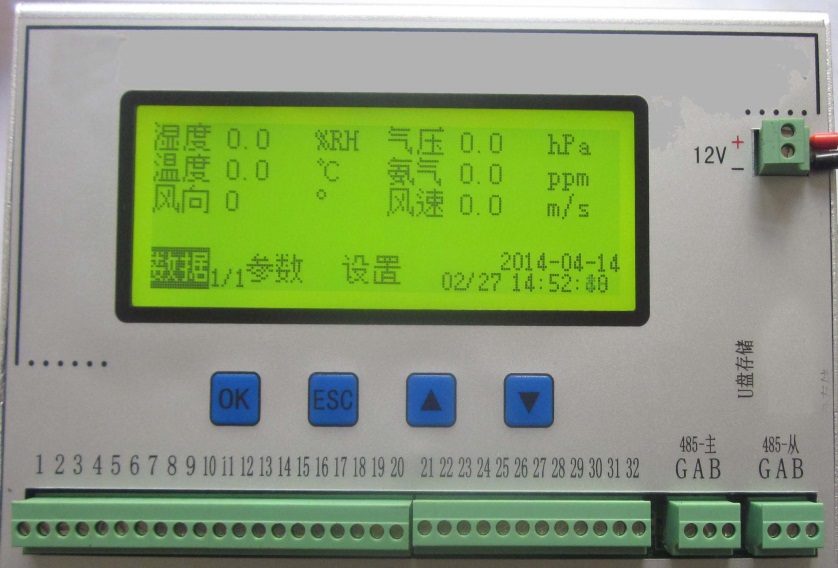 湿度 0.0 %RH 气压 0.0 hPa
温度 0.0 ℃ 氨气 0.0 ppm
风向 0 ° 风速 0.0 m/s
数据 1/1 参数 设置 2014-04-14
02/27 14:52:
12V + −
U盘存储
OK ESC ▲ ▼
485-主 485-从
1 2 3 4 5 6 7 8 9 10 11 12 13 14 15 16 17 18 19 20 21 22 23 24 25 26 27 28 29 30 31 32 G A B G A B